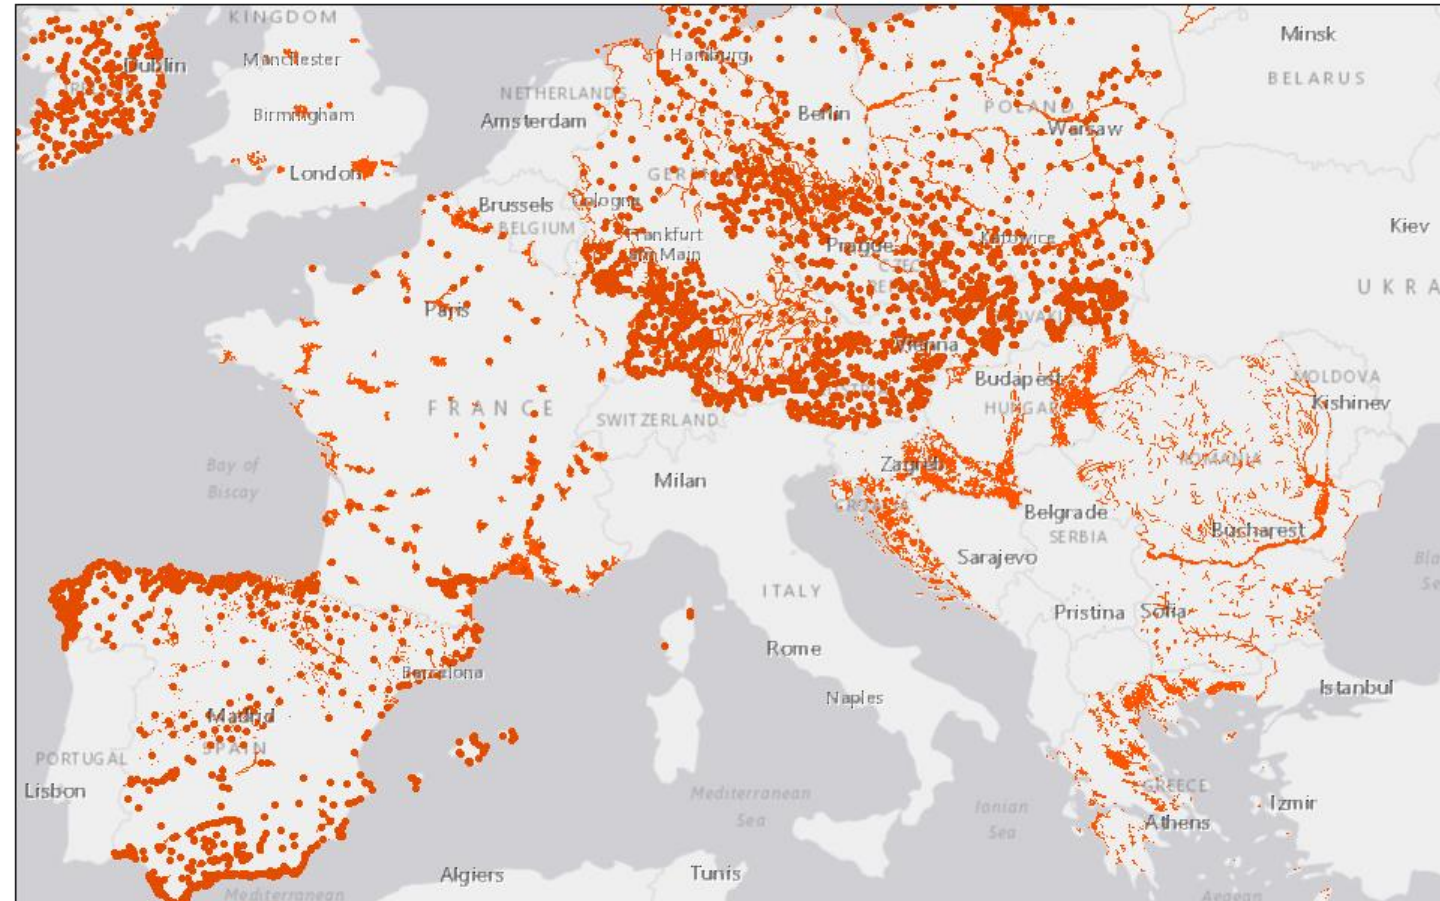 KINGDOM
Minsk
Manchester
Dublin
Hamburg
BELARUS
NETHERLANDS
Birmingham
Amsterdam
Berlin
POLAND
Warsaw
London
Brussels
Cologne
BELGIUM
Frankfurt
am Main
Prague
Katowice
Kiev
Paris
Vienna
Budapest
MOLDOVA
Kishinev
FRANCE
SWITZERLAND
Bay of
Biscay
Milan
Zagreb
ROMANIA
CROATIA
Belgrade
SERBIA
Bucharest
Sarajevo
ITALY
Pristina
Sofia
Rome
Barcelona
Naples
Istanbul
Madrid
SPAIN
PORTUGAL
Lisbon
Mediterranean
Sea
Ionian
Sea
GREECE
Izmir
Athens
Algiers
Tunis
Mediterranean
Aegean